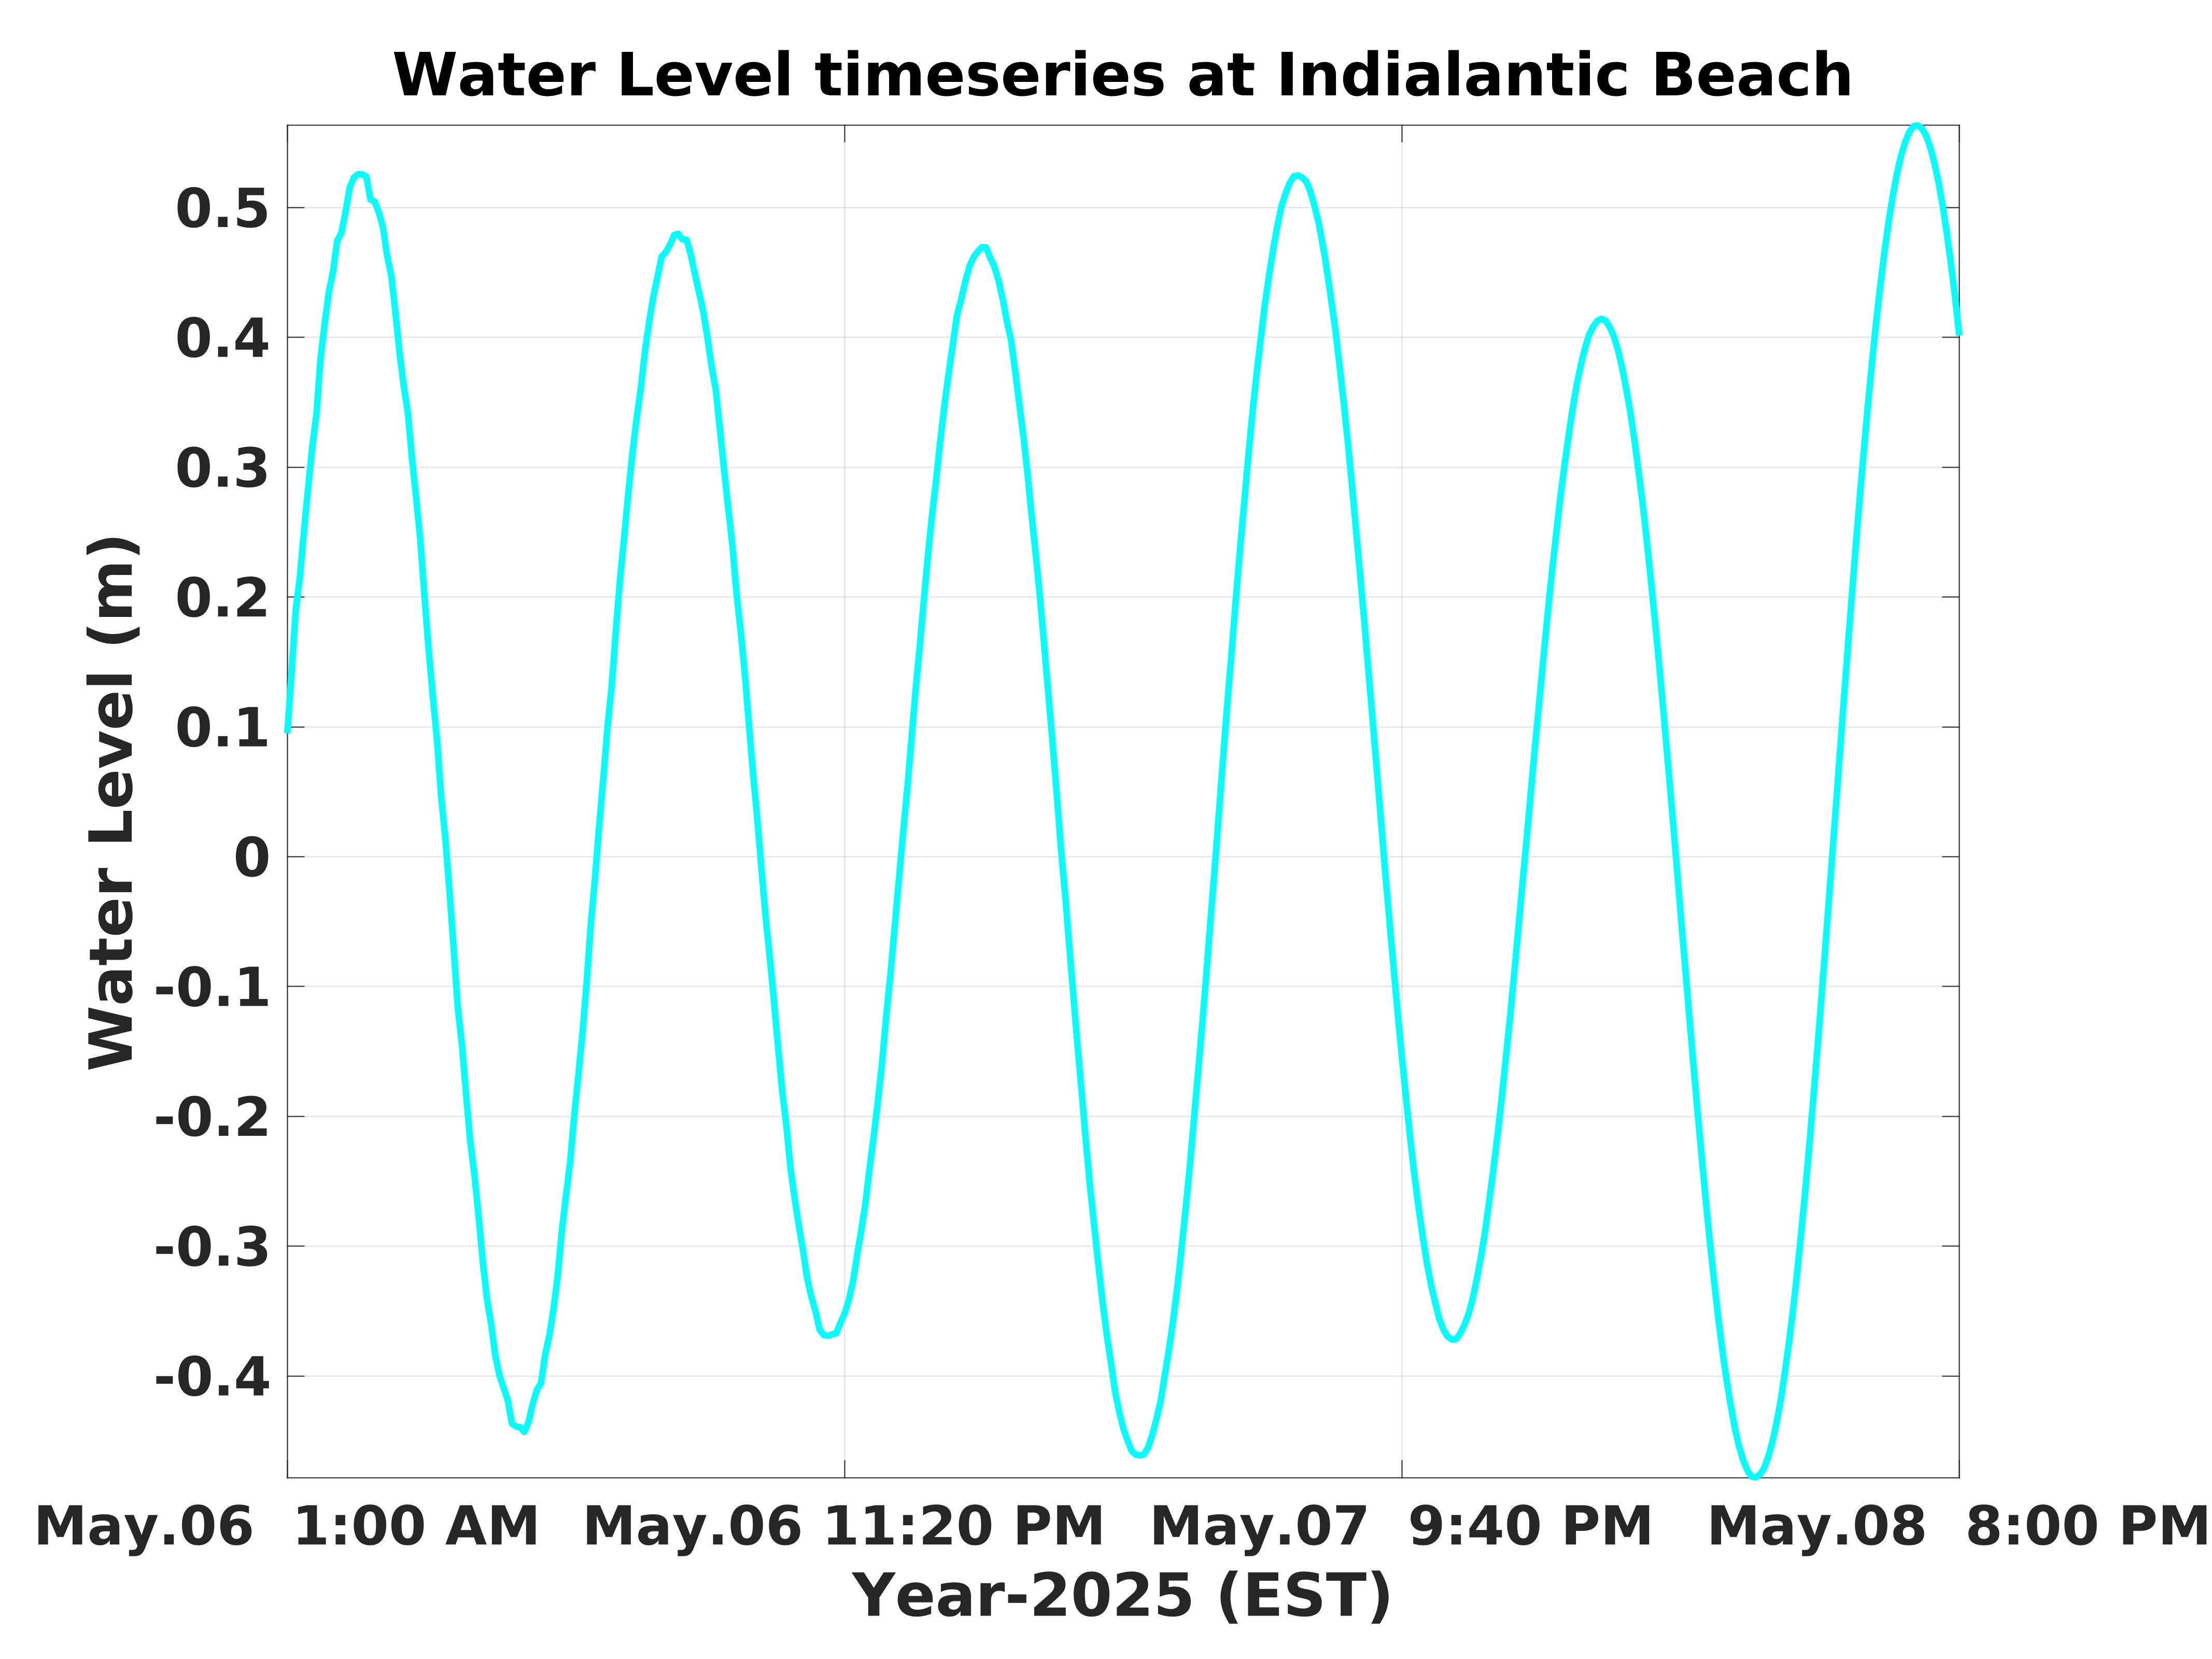 Water Level timeseries at Indialantic Beach
Water Level (m)
0.5
0.4
0.3
0.2
0.1
0
-0.1
-0.2
-0.3
-0.4
May.06 1:00 AM May.06 11:20 PM May.07 9:40 PM May.08 8:00 PM
Year-2025 (EST)